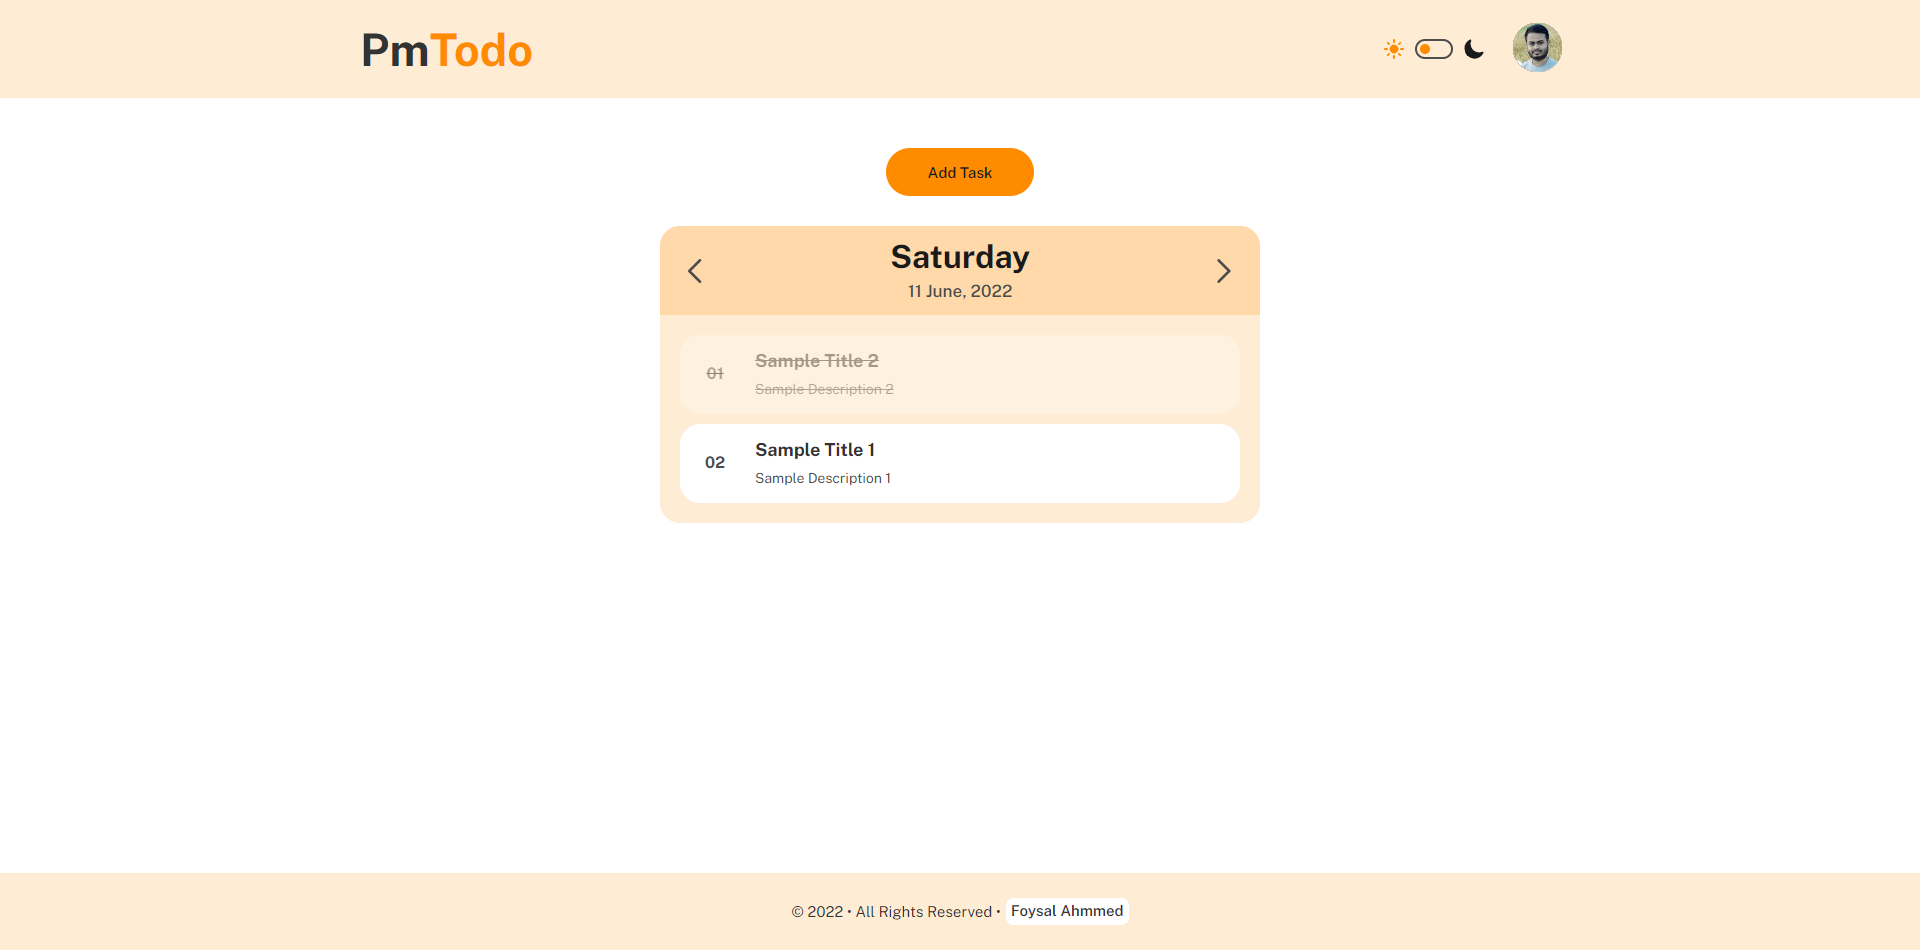 PmTodo
Add Task
Saturday
11 June, 2022
01
Sample Title 2
Sample Description 2
02
Sample Title 1
Sample Description 1
© 2022 • All Rights Reserved • Foysal Ahmmed